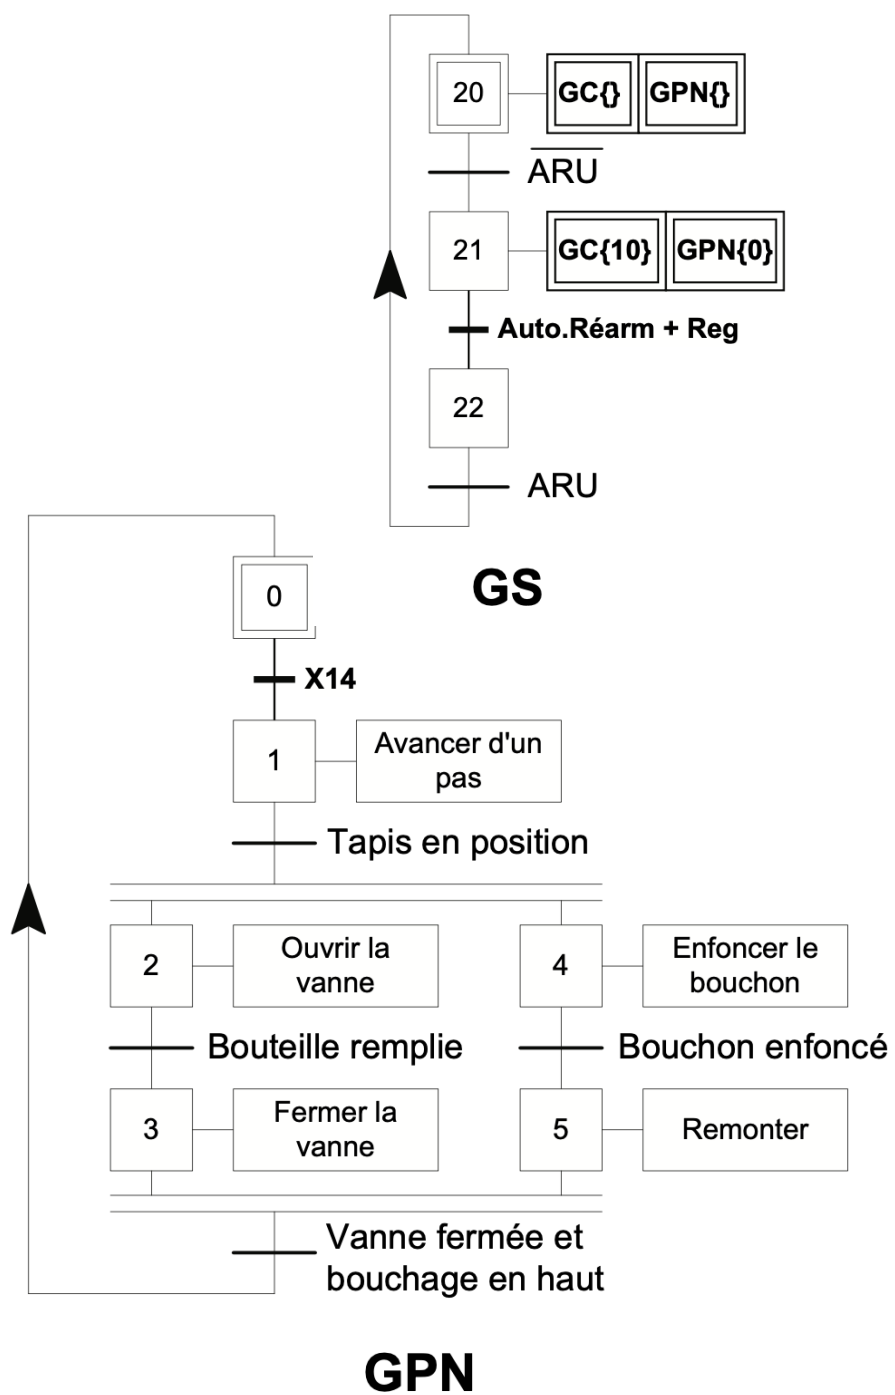 20
GC{}
GPN{}
ARU
21
GC{10}
GPN{0}
Auto.Réarm + Reg
22
ARU
GS
0
X14
1
Avancer d'un
pas
Tapis en position
2
Ouvrir la
vanne
4
Enfoncer le
bouchon
Bouteille remplie
Bouchon enfoncé
3
Fermer la
vanne
5
Remonter
Vanne fermée et
bouchage en haut
GPN